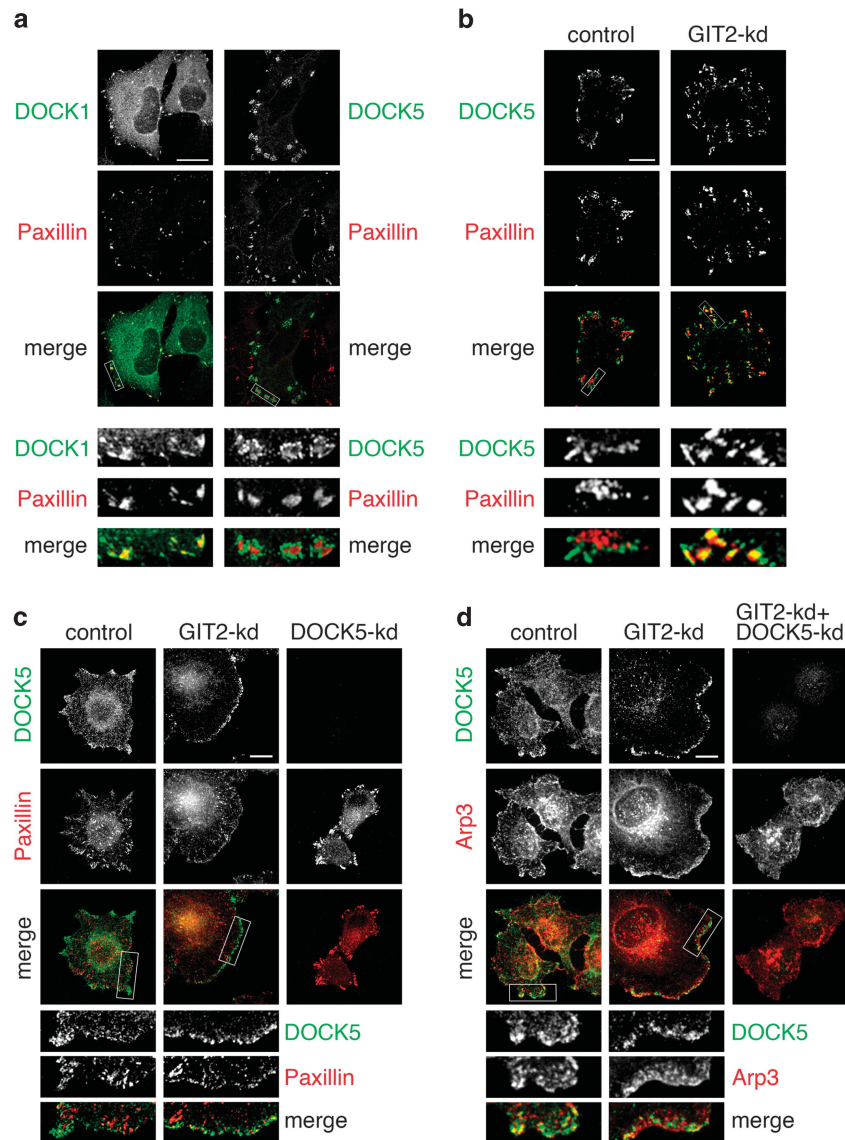 a
DOCK1
DOCK5
Paxillin
Paxillin
merge
merge
DOCK1
DOCK5
Paxillin
Paxillin
merge
merge
b
control
GIT2-kd
DOCK5
Paxillin
merge
DOCK5
Paxillin
merge
c
control
GIT2-kd
DOCK5-kd
DOCK5
Paxillin
merge
DOCK5
Paxillin
merge
d
control
GIT2-kd
GIT2-kd+
DOCK5-kd
DOCK5
Arp3
merge
DOCK5
Arp3
merge